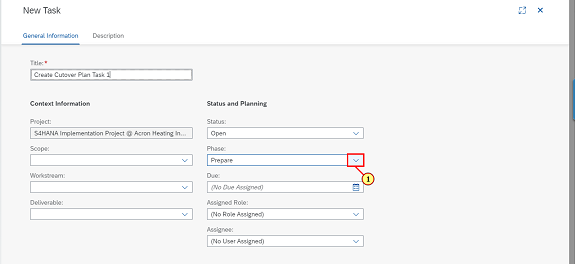 New Task
General Information Description
Title:*
Create Cutover Plan Task 1
Context Information
Project:
S4HANA Implementation Project @ Acron Heating In...
Scope:
Workstream:
Deliverable:
Status and Planning
Status:
Open
Phase:
Prepare
1
Due:
(No Due Assigned)
Assigned Role:
(No Role Assigned)
Assignee:
(No User Assigned)